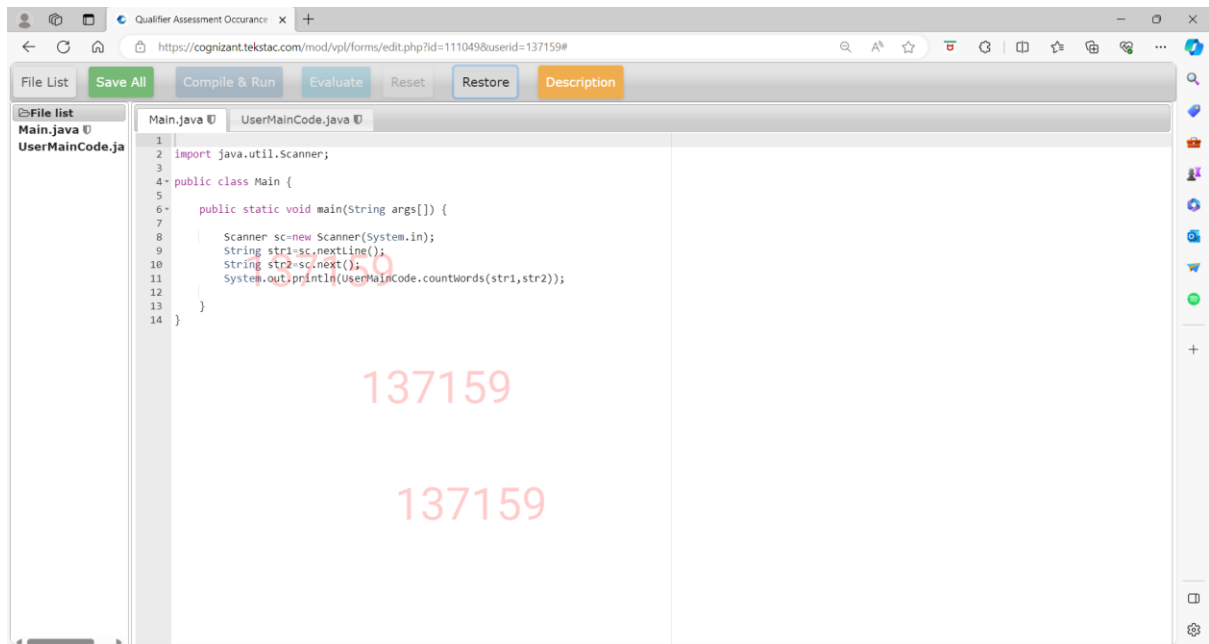 Qualifier Assessment Occurance
https://cognizant.tekstac.com/mod/vpl/forms/edit.php?id=111049&userid=137159#
File List Save All Compile & Run Evaluate Reset Restore Description
File list
Main.java
UserMainCode.ja
Main.java UserMainCode.java
1
2 import java.util.Scanner;
3
4 public class Main {
5
6 public static void main(String args[]) {
7
8 Scanner sc=new Scanner(System.in);
9 String str1=sc.nextLine();
10 String str2=sc.next();
11 System.out.println(UserMainCode.countWords(str1,str2));
12
13 }
14 }
137159
137159
137159